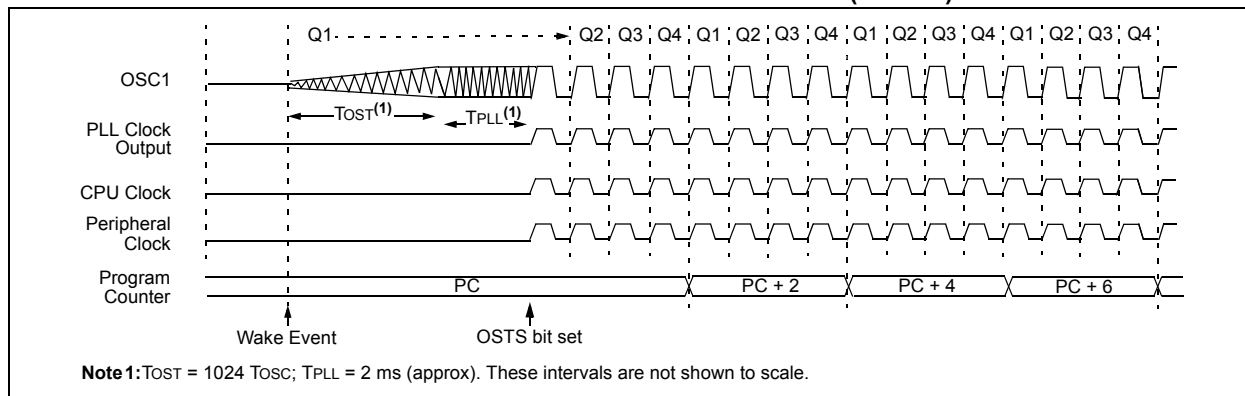 Q1 Q2 Q3 Q4 Q1 Q2 Q3 Q4 Q1 Q2 Q3 Q4 Q1 Q2 Q3 Q4
OSC1
TOST(1) TPLL(1)
PLL Clock
Output
CPU Clock
Peripheral
Clock
Program
Counter
PC PC + 2 PC + 4 PC + 6
Wake Event OSTS bit set
Note 1:TOST = 1024 TOSC; TPLL = 2 ms (approx). These intervals are not shown to scale.